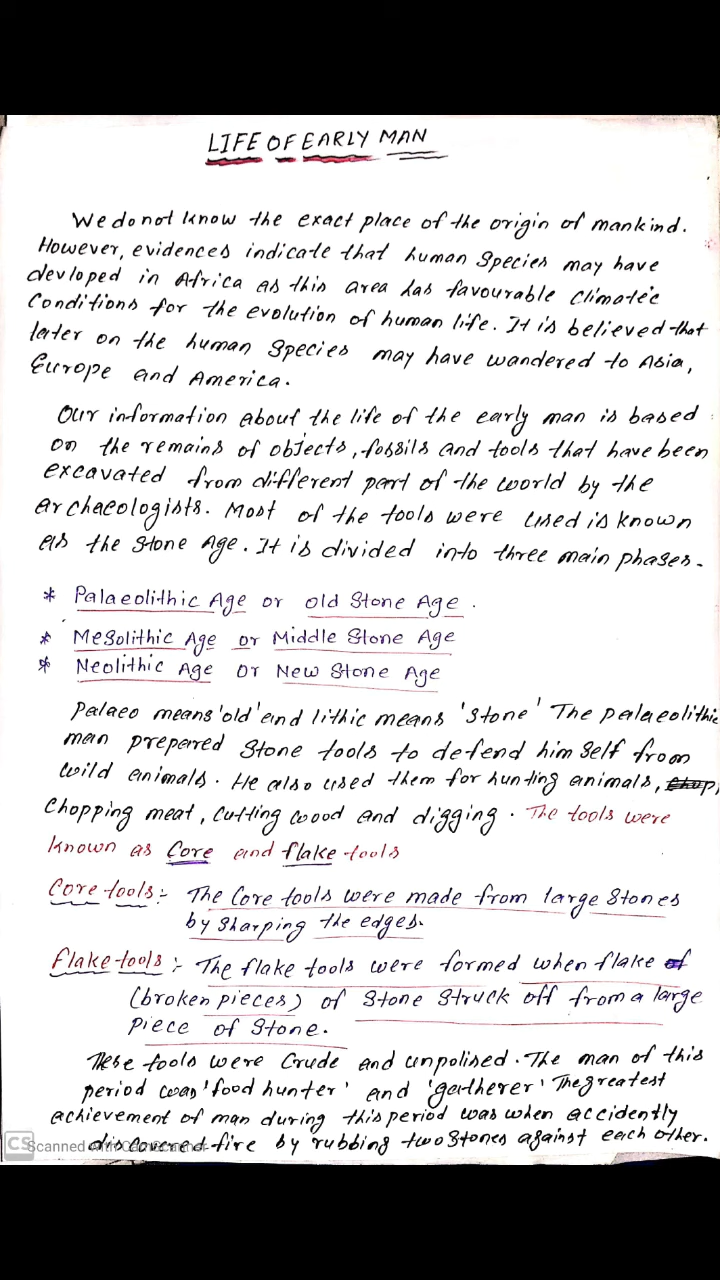 LIFE OF EARLY MAN
We do not know the exact place of the origin of mankind.
However, evidences indicate that human species may have
devloped in Africa as this area has favourable climatic
Conditions for the evolution of human life. It is believed that
later on the human species may have wandered to Asia,
Europe and America.
Our information about the life of the early man is based
on the remains of objects, fossils and tools that have been
excavated from different part of the world by the
archaeologists. Most of the tools were used is known
as the Stone Age. It is divided into three main phases.
* Palaeolithic Age or old Stone Age.
* Mesolithic Age or Middle Stone Age
* Neolithic Age or New Stone Age
Palaeo means 'old' and lithic means 'stone' The palaeolithic
man prepared Stone tools to defend him self from
wild animals. He also used them for hunting animals,
Chopping meat, cutting wood and digging. The tools were
known as Core and flake tools
Core tools:- The Core tools were made from large stones
by sharping the edges.
Flake tools:- The flake tools were formed when flake of
(broken pieces) of Stone Struck off from a large
piece of Stone.
These tools were Crude and unpolised. The man of this
period was 'food hunter' and 'gatherer' The greatest
achievement of man during this period was when accidently
discovered fire by rubbing two stones against each other.
CS Scanned with CamScanner